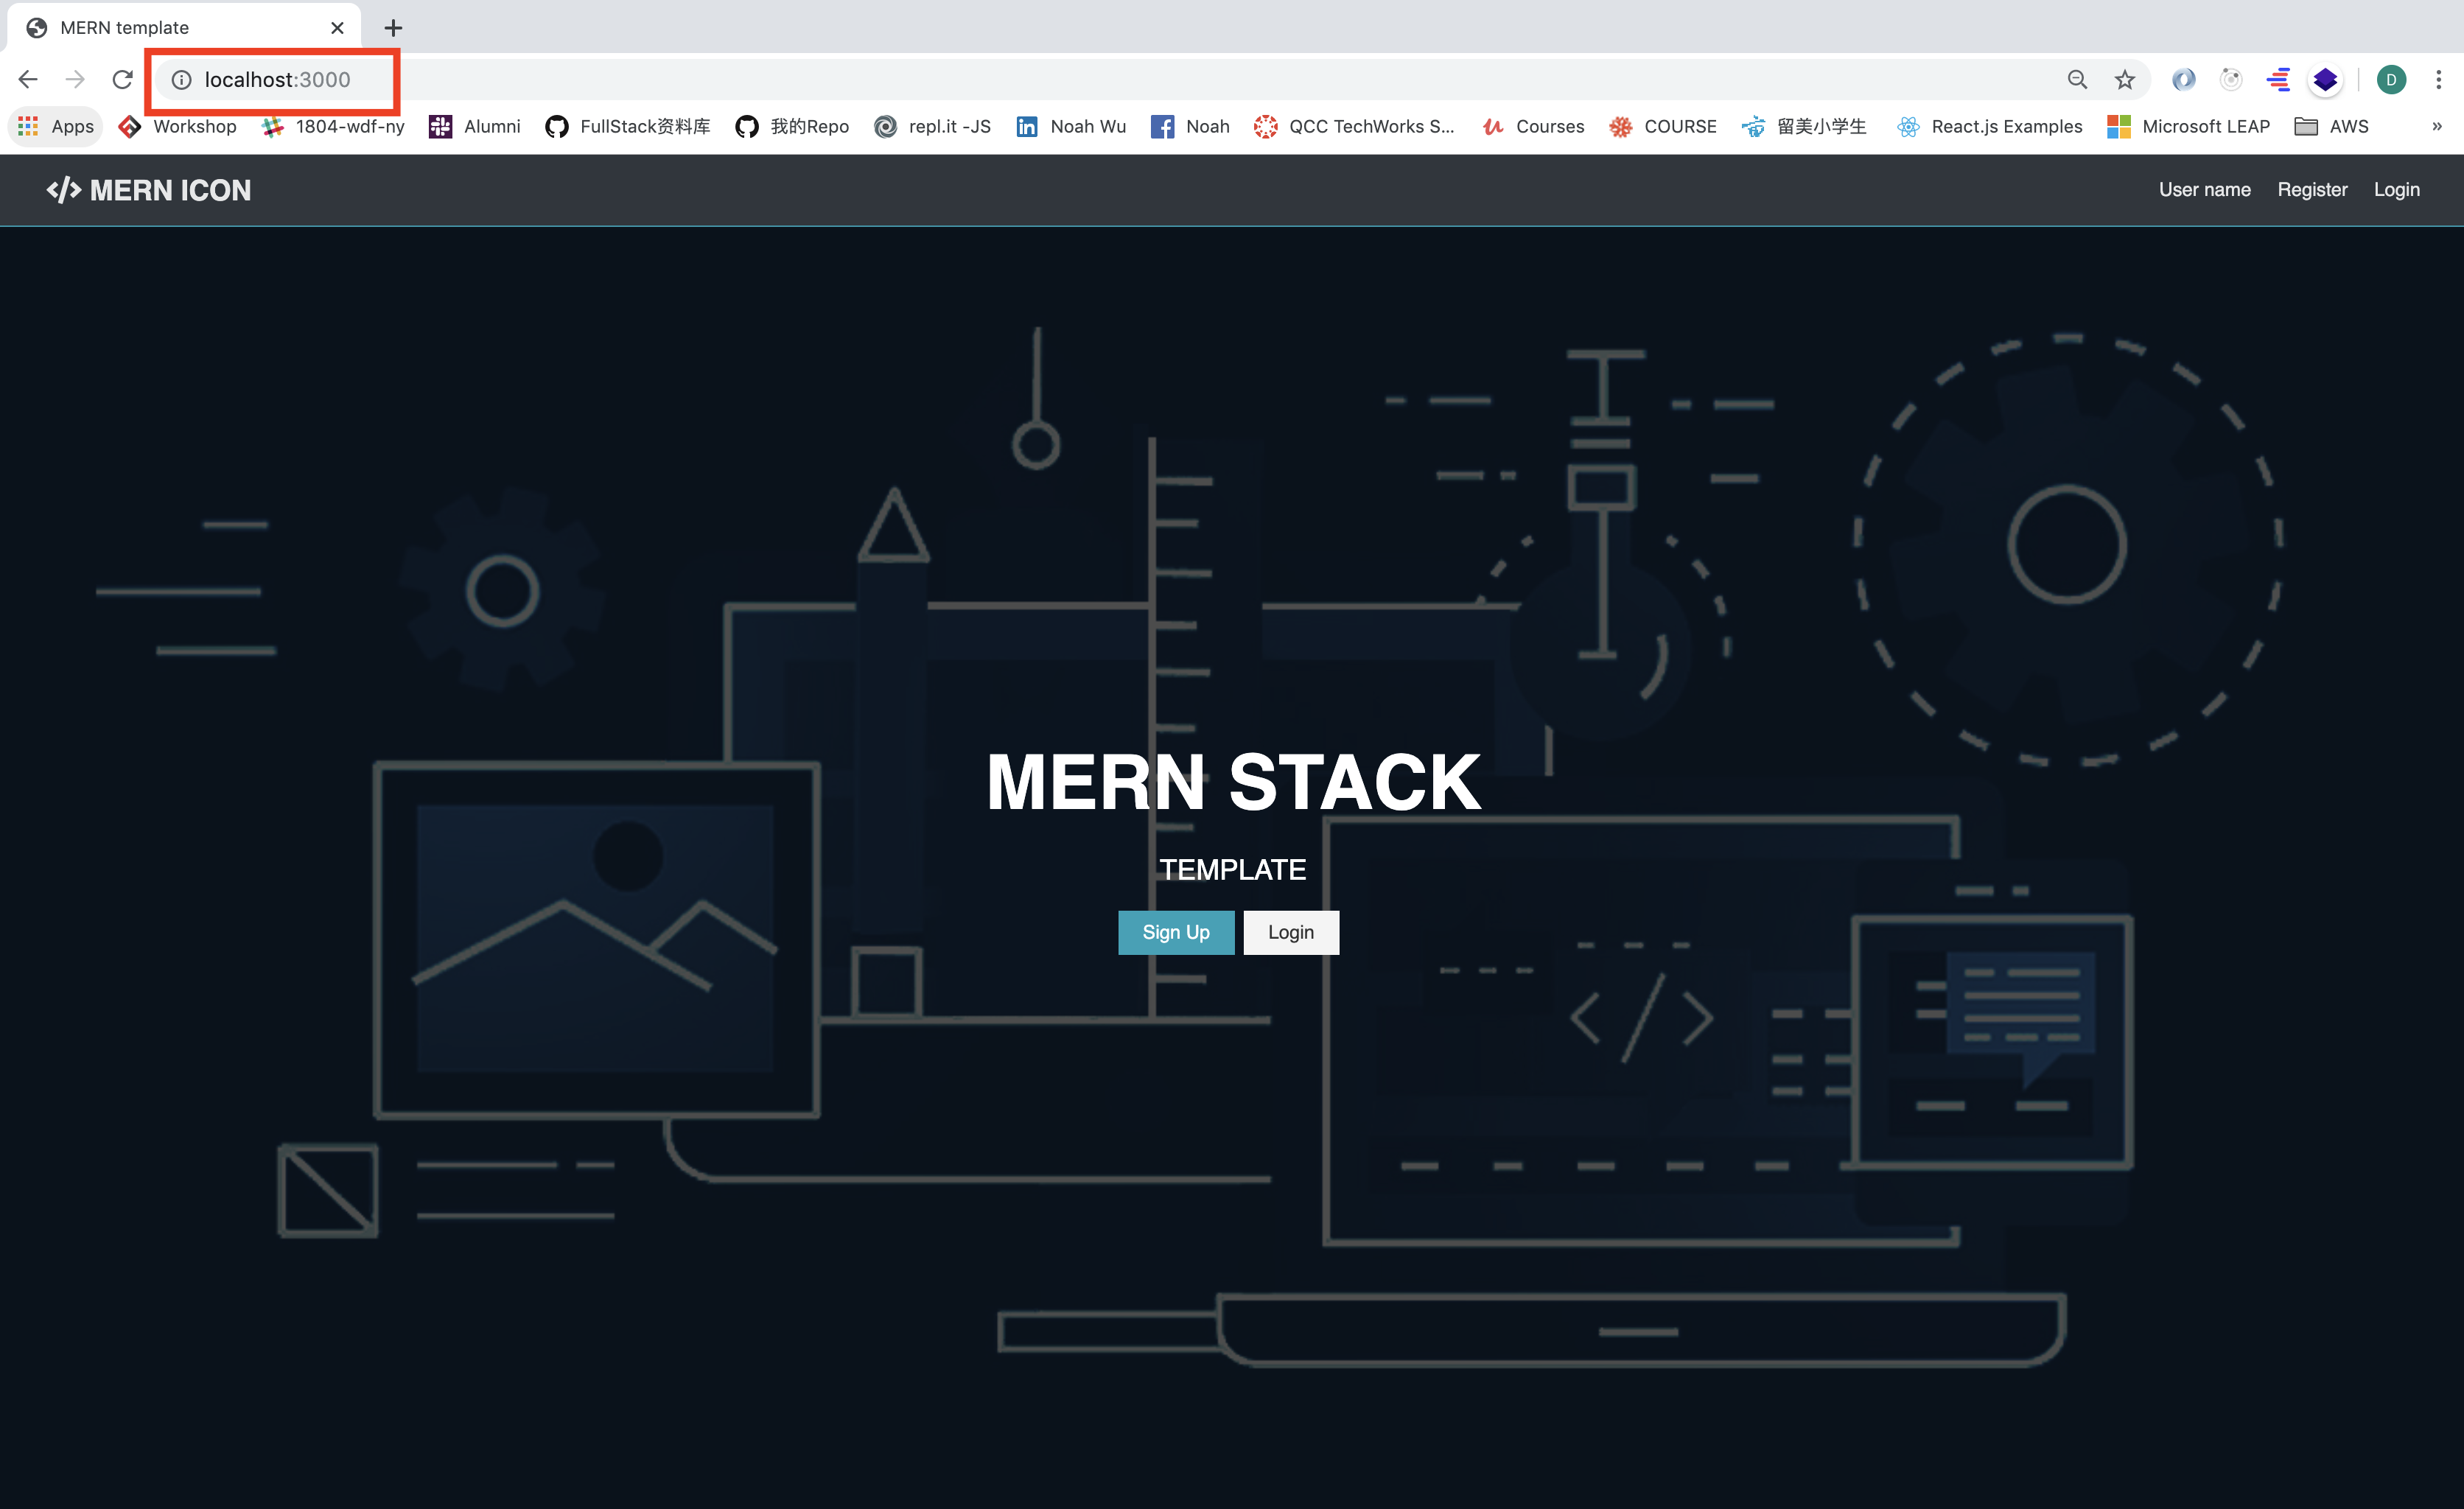 MERN template
localhost:3000
D
Apps Workshop 1804-wdf-ny Alumni FullStack资料库 我的Repo repl.it -JS Noah Wu Noah QCC TechWorks S... Courses COURSE 留美小学生 React.js Examples Microsoft LEAP AWS »
</> MERN ICON User name Register Login
MERN STACK
TEMPLATE
Sign Up Login